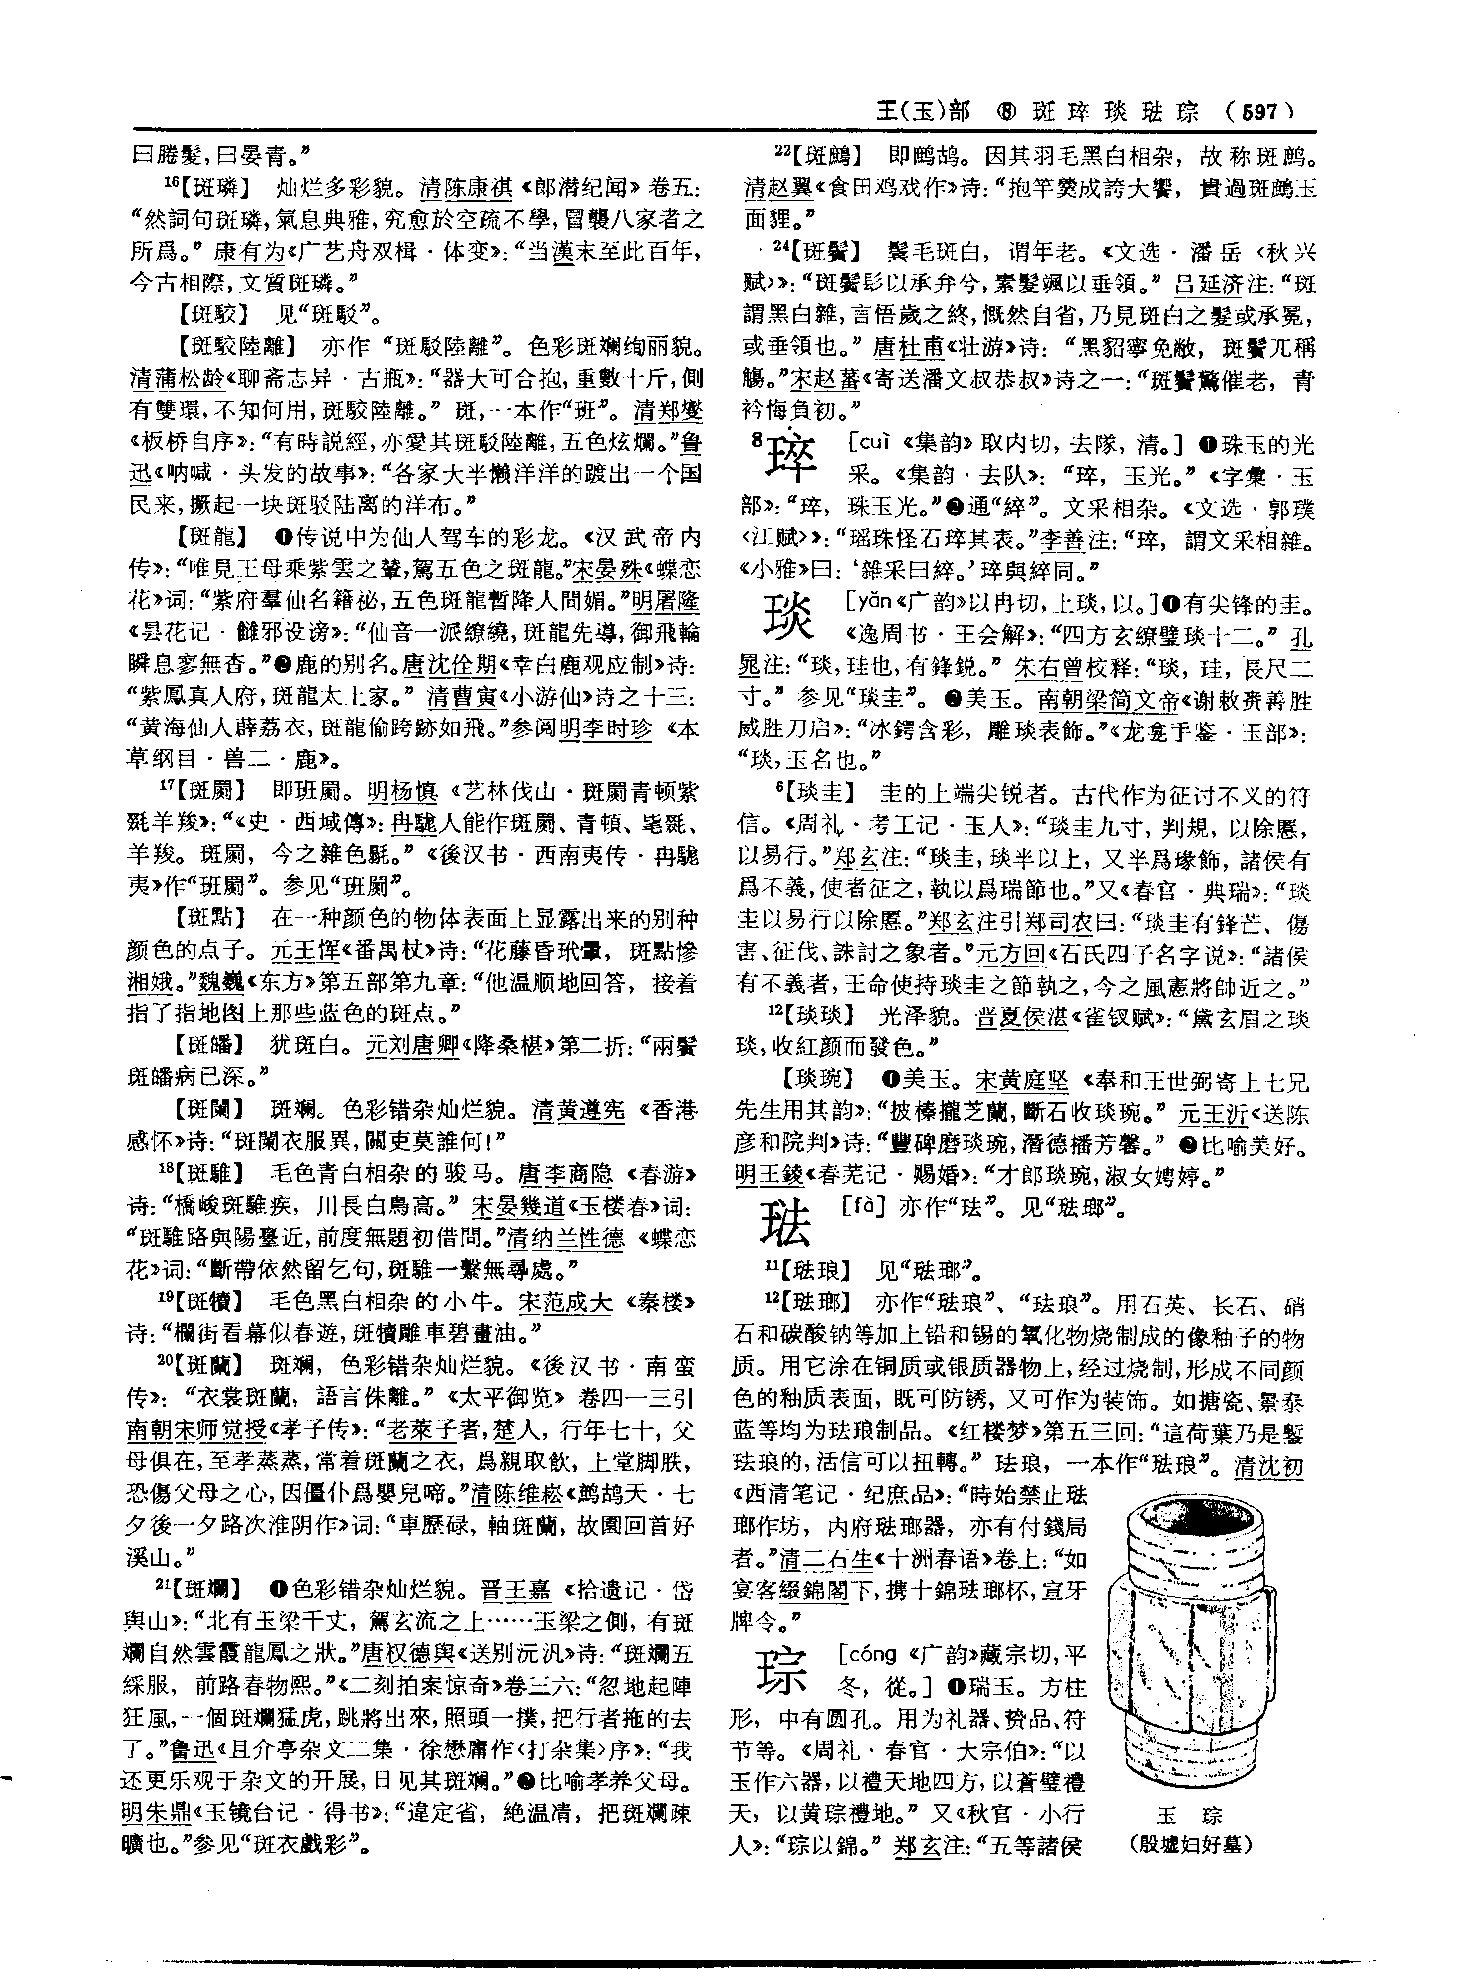 王(玉)部 ⑧ 斑 琗 琰 琺 琮 (597)
曰勝髮,曰晏青。”
16【斑璘】 灿烂多彩貌。清陈康祺《郎潜纪闻》卷五:
“然詞句斑璘,氣息典雅,究愈於空疏不學,冒襲八家者之
所爲。”康有为《广艺舟双楫·体变》:“当漢末至此百年,
今古相際,文質斑璘。”
【斑駮】 见“斑駁”。
【斑駮陸離】 亦作“斑駁陸離”。色彩斑斓绚丽貌。
清蒲松龄《聊斋志异·古瓶》:“器大可合抱,重數十斤,側
有雙環,不知何用,斑駮陸離。”斑,一本作“班”。清郑燮
《板桥自序》:“有時説經,亦愛其斑駁陸離,五色炫爛。”鲁
迅《呐喊·头发的故事》:“各家大半懒洋洋的踱出一个国
民来,撅起一块斑驳陆离的洋布。”
【斑龍】 ❶传说中为仙人驾车的彩龙。《汉武帝内
传》:“唯見王母乘紫雲之輦,駕五色之斑龍。”宋晏殊《蝶恋
花》词:“紫府羣仙名籍祕,五色斑龍暫降人間媚。”明屠隆
《昙花记·雠邪设谤》:“仙音一派繚繞,斑龍先導,御飛輪
瞬息寥無杳。”❷鹿的别名。唐沈佺期《幸白鹿观应制》诗:
“紫鳳真人府,斑龍太上家。”清曹寅《小游仙》诗之十三:
“黄海仙人薜荔衣,斑龍偷跨跡如飛。”参阅明李时珍《本
草纲目·兽二·鹿》。
17【斑罽】 即班罽。明杨慎《艺林伐山·斑罽青顿紫
毲羊羧》:“《史·西域傳》:冉駹人能作斑罽、青頓、毞毲、
羊羧。斑罽,今之雜色毲。”《後汉书·西南夷传·冉駹
夷》作“班罽”。参见“班罽”。
【斑點】 在一种颜色的物体表面上显露出来的别种
颜色的点子。元王恽《番禺杖》诗:“花藤昏玳暈,斑點慘
湘娥。”魏巍《东方》第五部第九章:“他温顺地回答,接着
指了指地图上那些蓝色的斑点。”
【斑皤】 犹斑白。元刘唐卿《降桑椹》第二折:“兩鬢
斑皤病已深。”
【斑闌】 斑斓。色彩错杂灿烂貌。清黄遵宪《香港
感怀》诗:“斑闌衣服異,關吏莫誰何!”
18【斑騅】 毛色青白相杂的骏马。唐李商隐《春游》
诗:“橋峻斑騅疾,川長白鳥高。”宋晏幾道《玉楼春》词:
“斑騅路與陽臺近,前度無題初借問。”清纳兰性德《蝶恋
花》词:“斷帶依然留乞句,斑騅一繫無尋處。”
19【斑犢】 毛色黑白相杂的小牛。宋范成大《秦楼》
诗:“欄街看幕似春遊,斑犢雕車碧畫油。”
20【斑蘭】 斑斓,色彩错杂灿烂貌。《後汉书·南蛮
传》:“衣裳斑蘭,語言侏離。”《太平御览》卷四一三引
南朝宋师觉授《孝子传》:“老萊子者,楚人,行年七十,父
母俱在,至孝蒸蒸,常着斑蘭之衣,爲親取飲,上堂脚胅,
恐傷父母之心,因僵仆爲嬰兒啼。”清陈维崧《鹧鸪天·七
夕後一夕路次淮阴作》词:“車歷碌,軸斑蘭,故園回首好
溪山。”
21【斑斕】 ❶色彩错杂灿烂貌。晋王嘉《拾遗记·岱
舆山》:“北有玉梁千丈,駕玄流之上……玉梁之側,有斑
斕自然雲霞龍鳳之狀。”唐权德舆《送别沅汎》诗:“斑斕五
綵服,前路春物熙。”《二刻拍案惊奇》卷三六:“忽地起陣
狂風,一個斑斕猛虎,跳將出來,照頭一撲,把行者拖的去
了。”鲁迅《且介亭杂文二集·徐懋庸作〈打杂集〉序》:“我
还更乐观于杂文的开展,日见其斑斓。”❷比喻孝养父母。
明朱鼎《玉镜台记·得书》:“違定省,絶温凊,把斑斕疎
曠也。”参见“斑衣戲彩”。
22【斑鷓】 即鹧鸪。因其羽毛黑白相杂,故称斑鹧。
清赵翼《食田鸡戏作》诗:“抱竿羹成誇大饗,貴過斑鷓玉
面貍。”
24【斑鬢】 鬓毛斑白,谓年老。《文选·潘岳〈秋兴
赋〉》:“斑鬢髟以承弁兮,素髮颯以垂領。”吕延济注:“斑
謂黑白雜,言悟歲之終,慨然自省,乃見斑白之髮或承冕,
或垂領也。”唐杜甫《壮游》诗:“黑貂寧免敝,斑鬢兀稱
觴。”宋赵蕃《寄送潘文叔恭叔》诗之一:“斑鬢驚催老,青
衿悔負初。”
8琗 [cuì《集韵》取内切,去隊,清。]❶珠玉的光
采。《集韵·去队》:“琗,玉光。”《字彙·玉
部》:“琗,珠玉光。”❷通“綷”。文采相杂。《文选·郭璞
〈江赋〉》:“瑶珠怪石琗其表。”李善注:“琗,謂文采相雜。
《小雅》曰:‘雜采曰綷。’琗與綷同。”
琰 [yǎn《广韵》以冉切,上琰,以。]❶有尖锋的圭。
《逸周书·王会解》:“四方玄繚璧琰十二。”孔
晁注:“琰,珪也,有鋒鋭。”朱右曾校释:“琰,珪,長尺二
寸。”参见“琰圭”。❷美玉。南朝梁简文帝《谢敕赉善胜
威胜刀启》:“冰鍔含彩,雕琰表飾。”《龙龛手鉴·玉部》:
“琰,玉名也。”
6【琰圭】 圭的上端尖锐者。古代作为征讨不义的符
信。《周礼·考工记·玉人》:“琰圭九寸,判規,以除慝,
以易行。”郑玄注:“琰圭,琰半以上,又半爲瑑飾,諸侯有
爲不義,使者征之,執以爲瑞節也。”又《春官·典瑞》:“琰
圭以易行以除慝。”郑玄注引郑司农曰:“琰圭有鋒芒、傷
害、征伐、誅討之象者。”元方回《石氏四子名字说》:“諸侯
有不義者,王命使持琰圭之節執之,今之風憲將帥近之。”
12【琰琰】 光泽貌。晋夏侯湛《雀钗赋》:“黛玄眉之琰
琰,收紅顔而發色。”
【琰琬】 ❶美玉。宋黄庭坚《奉和王世弼寄上七兄
先生用其韵》:“披榛攏芝蘭,斷石收琰琬。”元王沂《送陈
彦和院判》诗:“豐碑磨琰琬,潛德播芳馨。”❷比喻美好。
明王錂《春芜记·赐婚》:“才郎琰琬,淑女娉婷。”
琺 [fà] 亦作“珐”。见“琺瑯”。
11【琺琅】 见“琺瑯”。
12【琺瑯】 亦作“琺琅”、“珐琅”。用石英、长石、硝
石和碳酸钠等加上铅和锡的氧化物烧制成的像釉子的物
质。用它涂在铜质或银质器物上,经过烧制,形成不同颜
色的釉质表面,既可防锈,又可作为装饰。如搪瓷、景泰
蓝等均为珐琅制品。《红楼梦》第五三回:“這荷葉乃是鏨
珐琅的,活信可以扭轉。”珐琅,一本作“琺琅”。清沈初
《西清笔记·纪庶品》:“時始禁止琺
瑯作坊,内府琺瑯器,亦有付錢局
者。”清二石生《十洲春语》卷上:“如
宴客綴錦閣下,携十錦琺瑯杯,宣牙
牌令。”
琮 [cóng《广韵》藏宗切,平
冬,從。]❶瑞玉。方柱
形,中有圆孔。用为礼器、贽品、符
节等。《周礼·春官·大宗伯》:“以
玉作六器,以禮天地四方,以蒼璧禮
天,以黄琮禮地。”又《秋官·小行
人》:“琮以錦。”郑玄注:“五等諸侯
玉 琮
(殷墟妇好墓)